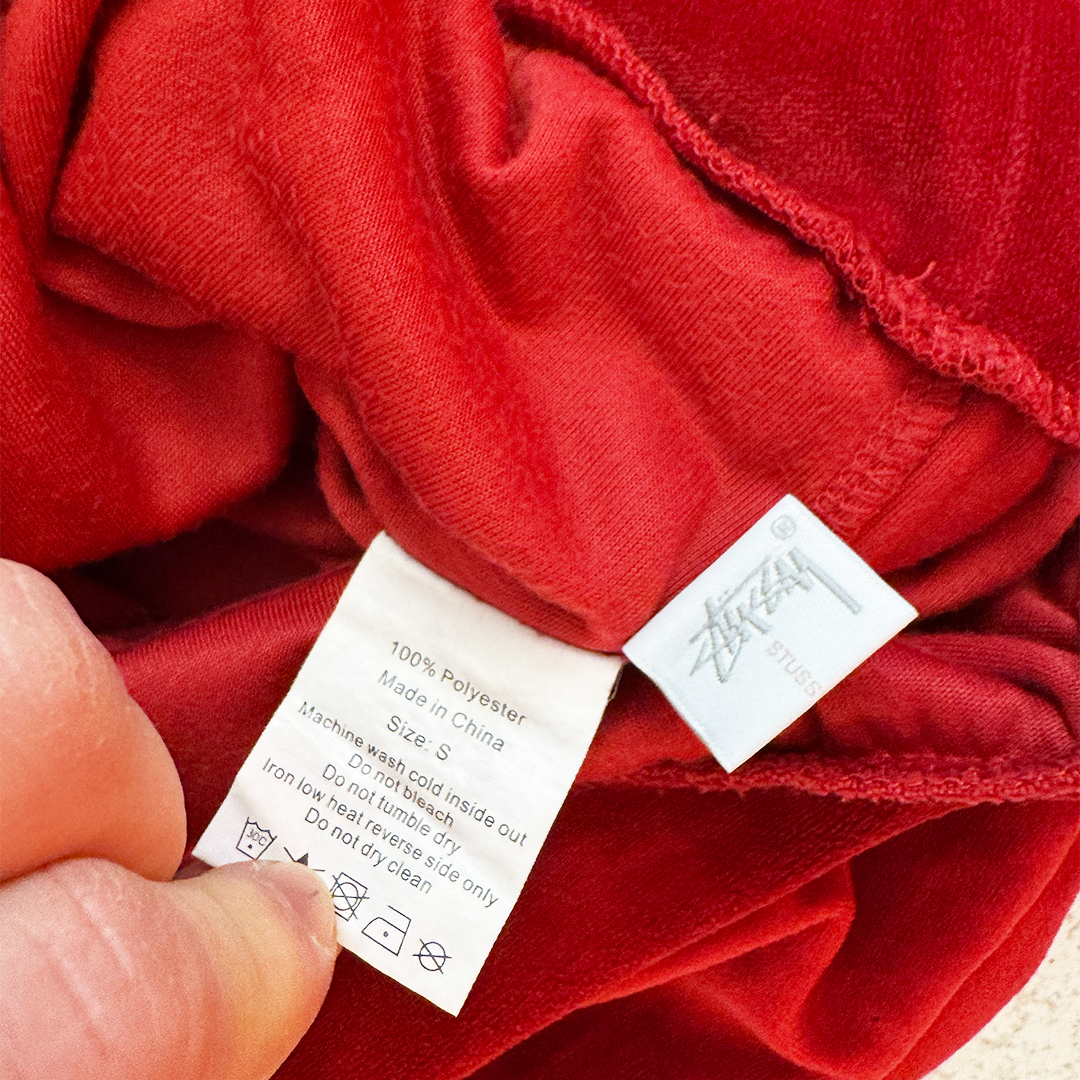 100% Polyester
Made in China
Size: S
Machine wash cold inside out
Do not bleach
Do not tumble dry
Iron low heat reverse side only
Do not dry clean
30C
®
Stüssy
STUSS